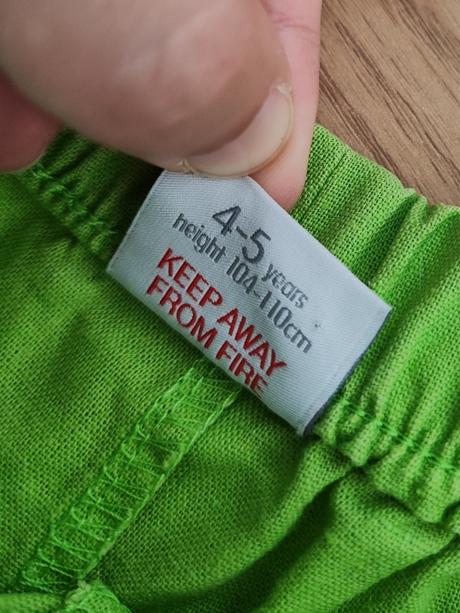 4-5 years
height 104-110cm
KEEP AWAY
FROM FIRE